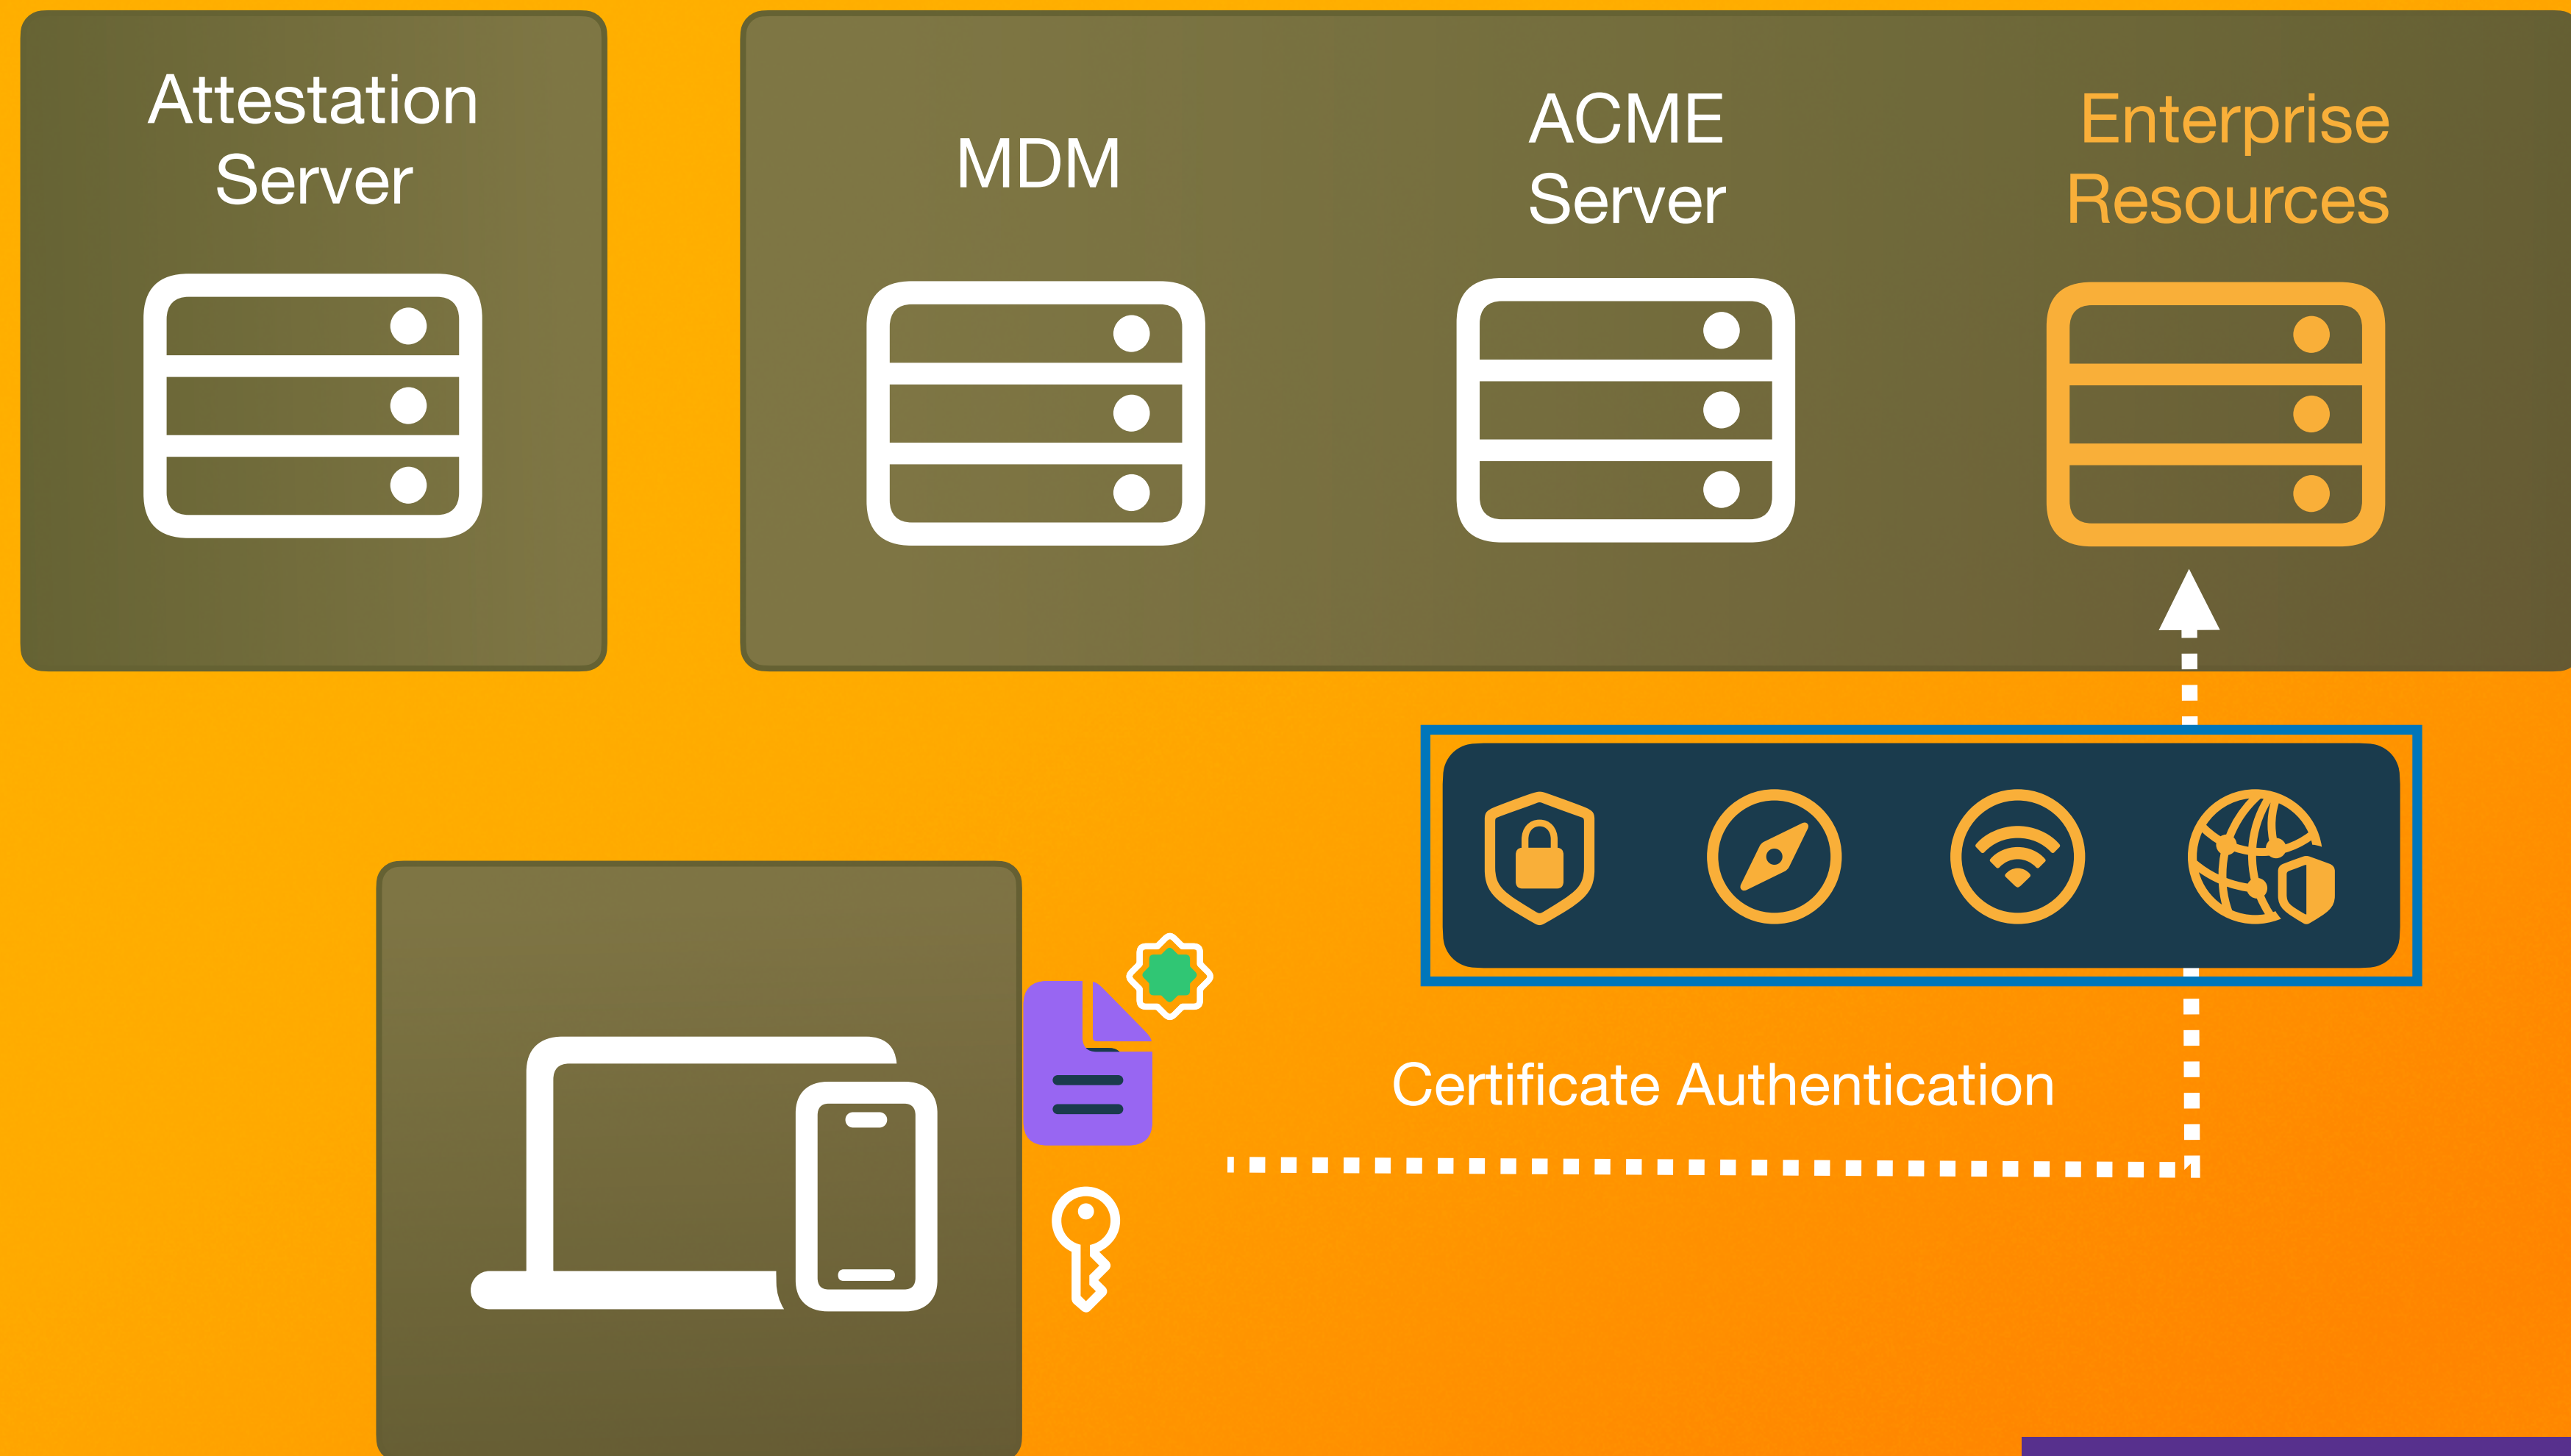 Attestation
Server
MDM
ACME
Server
Enterprise
Resources
Certificate Authentication